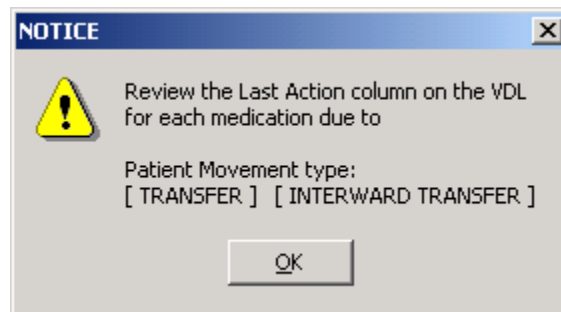 NOTICE
Review the Last Action column on the VDL
for each medication due to
Patient Movement type:
[ TRANSFER ]  [ INTERWARD TRANSFER ]
OK